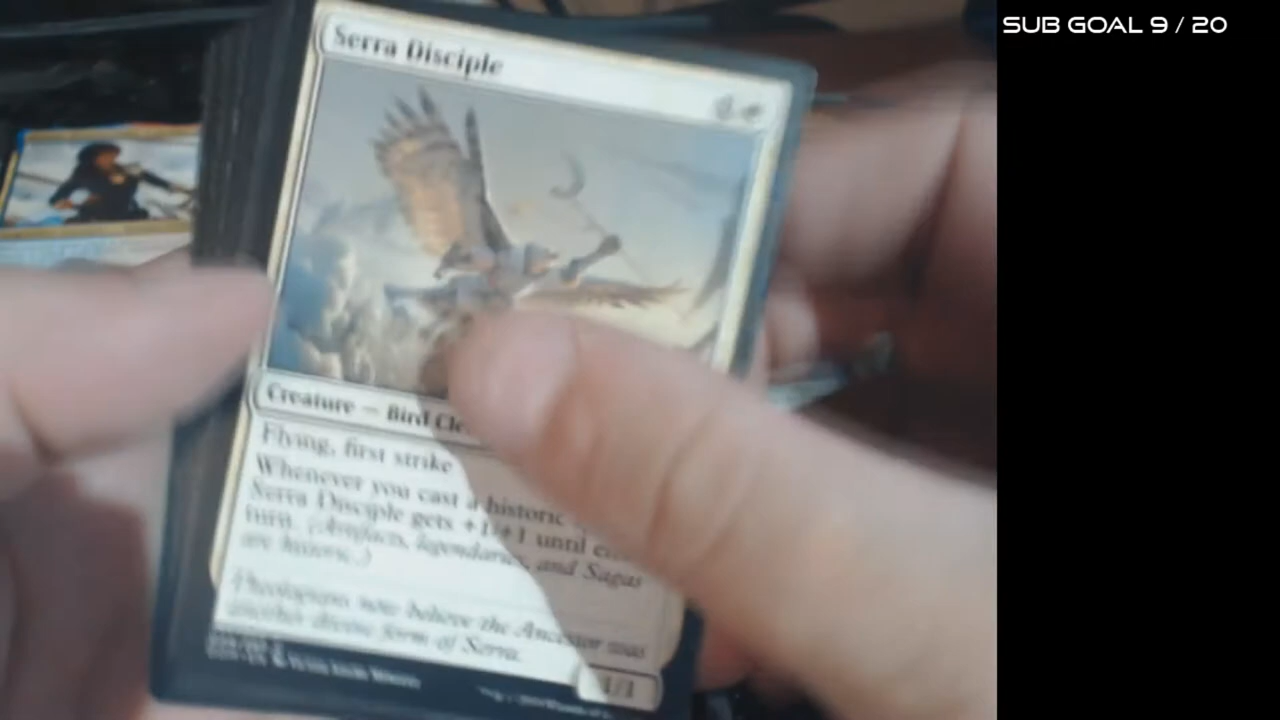 SUB GOAL 9 / 20
Serra Disciple
Creature — Bird Cle
Flying, first strike
Whenever you cast a historic
Serra Disciple gets +1/+1 until e
turn. (Artifacts, legendaries, and Sagas
are historic.)
now believe the Ancestor was
another divine form of Serra.
1/1